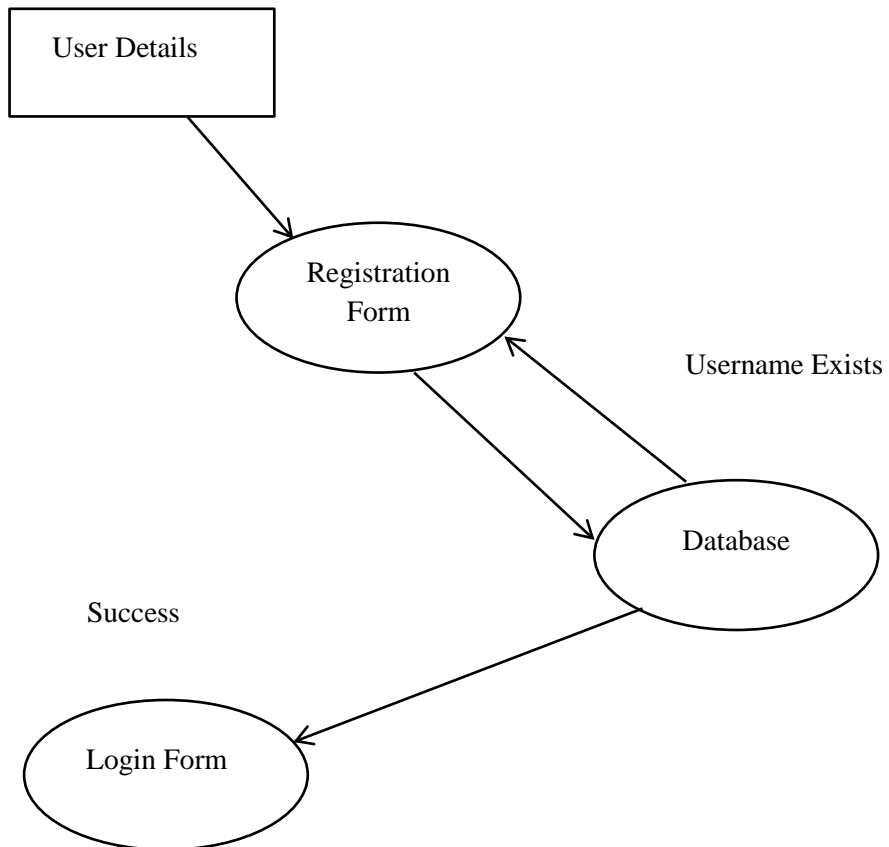 User Details
Registration
Form
Username Exists
Database
Success
Login Form